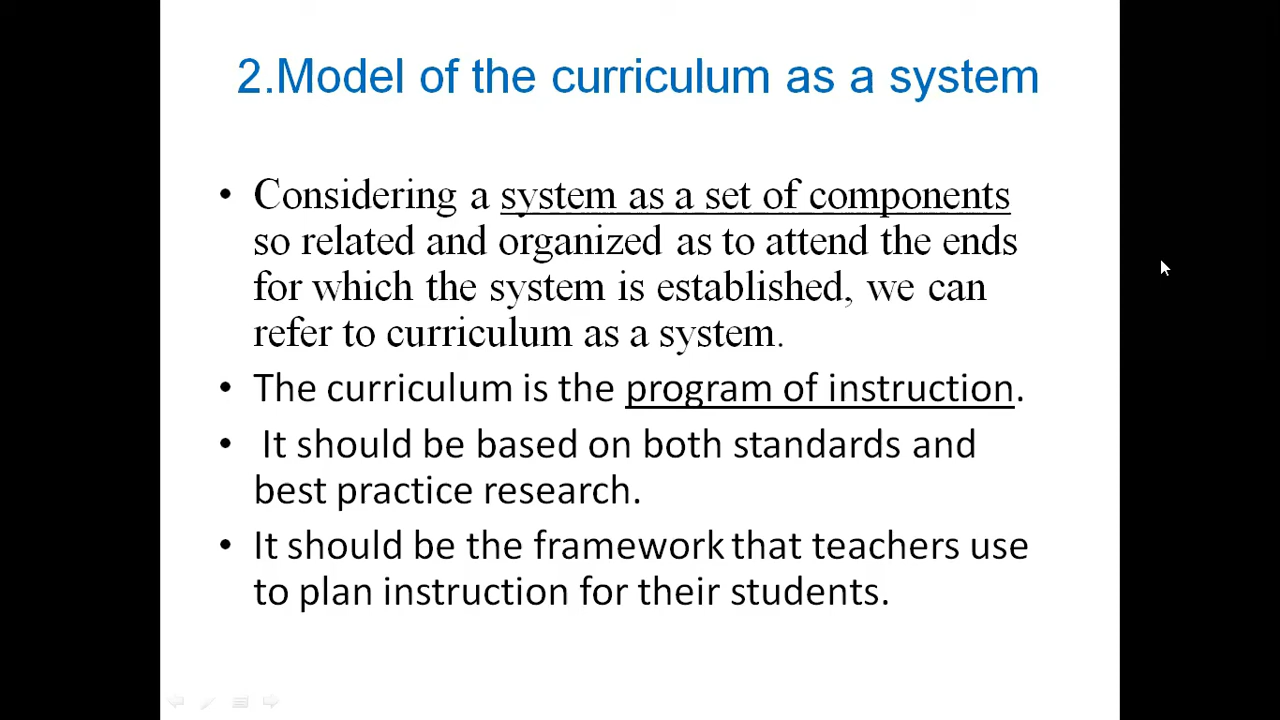 2.Model of the curriculum as a system
• Considering a system as a set of components
so related and organized as to attend the ends
for which the system is established, we can
refer to curriculum as a system.
• The curriculum is the program of instruction.
• It should be based on both standards and
best practice research.
• It should be the framework that teachers use
to plan instruction for their students.